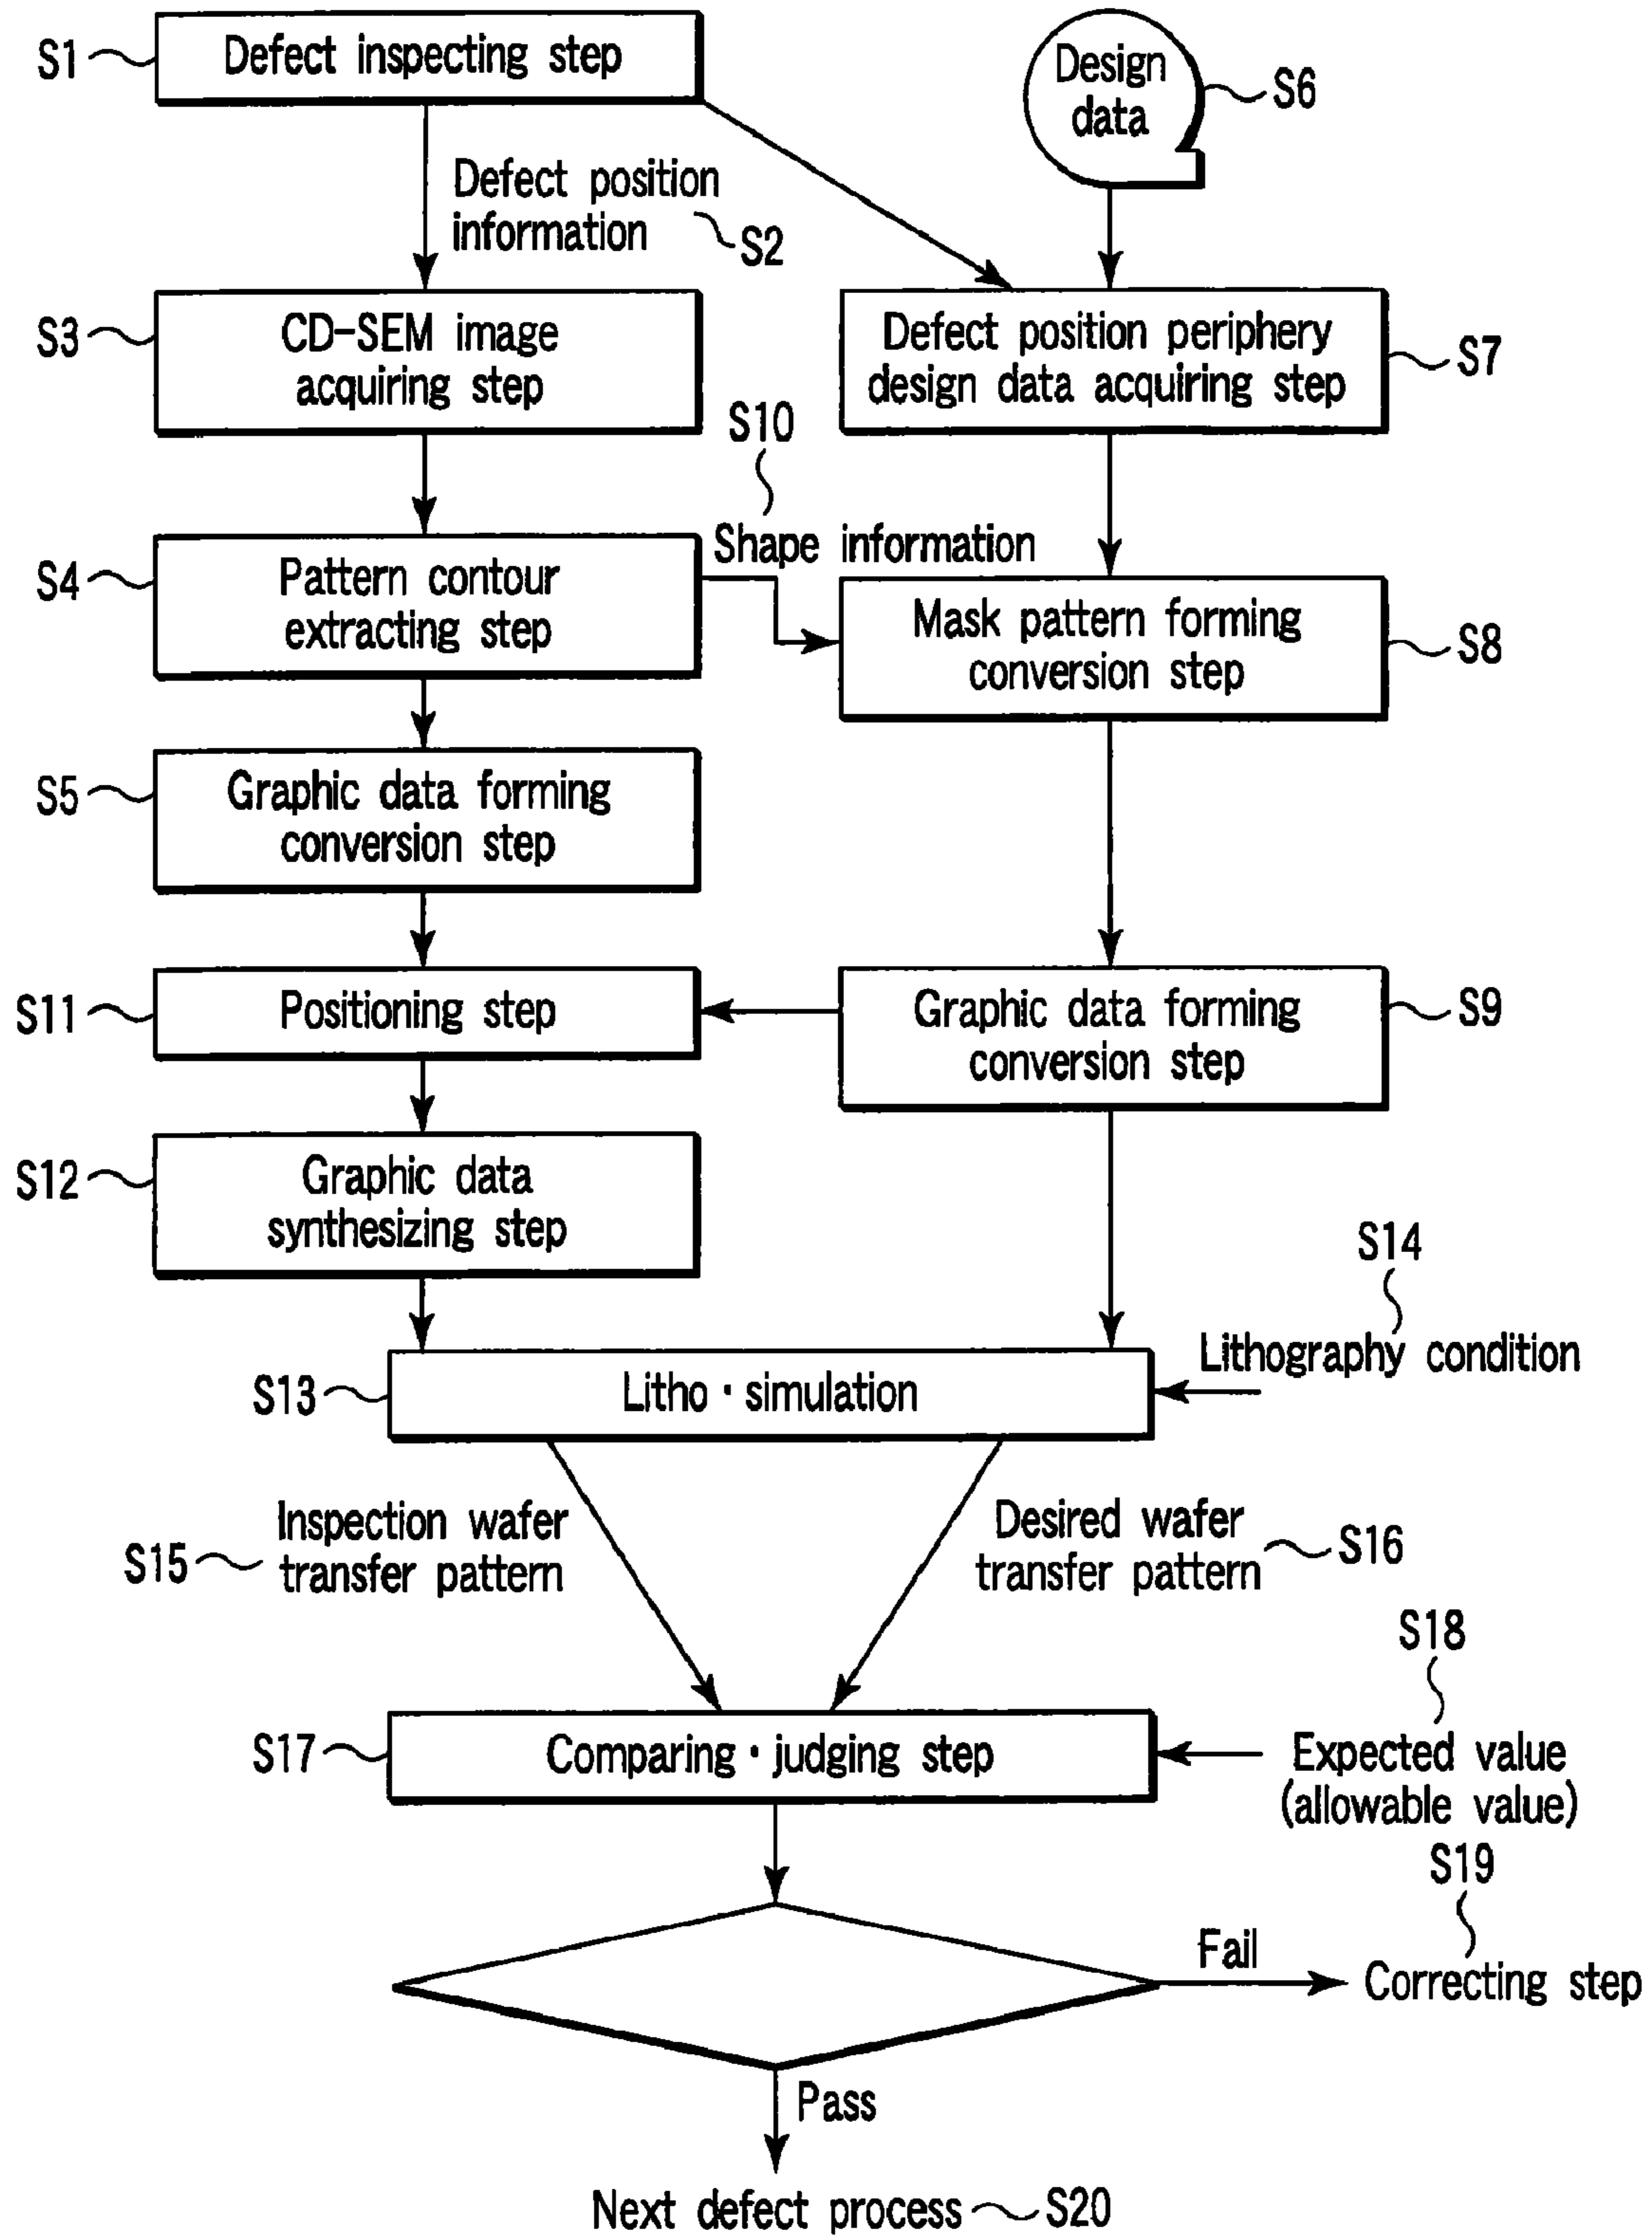 S1
Defect inspecting step
Design
data
S6
Defect position
information
S2
S3
CD-SEM image
acquiring step
Defect position periphery
design data acquiring step
S7
S10
Shape information
S4
Pattern contour
extracting step
Mask pattern forming
conversion step
S8
S5
Graphic data forming
conversion step
S11
Positioning step
Graphic data forming
conversion step
S9
S12
Graphic data
synthesizing step
S14
Lithography condition
S13
Litho・simulation
S15
Inspection wafer
transfer pattern
Desired wafer
transfer pattern
S16
S18
Expected value
(allowable value)
S17
Comparing・judging step
S19
Fail
Correcting step
Pass
Next defect process
S20